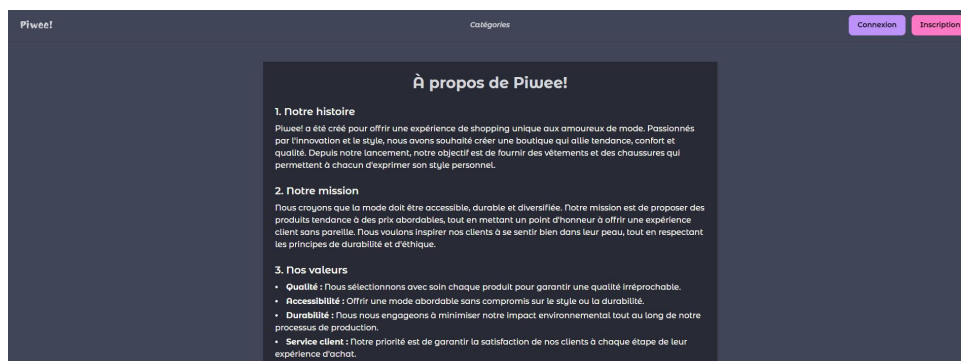 Piwee!
Catégories
Connexion
Inscription
À propos de Piwee!
1. Notre histoire
Piwee! a été créé pour offrir une expérience de shopping unique aux amoureux de mode. Passionnés
par l'innovation et le style, nous avons souhaité créer une boutique qui allie tendance, confort et
qualité. Depuis notre lancement, notre objectif est de fournir des vêtements et des chaussures qui
permettent à chacun d'exprimer son style personnel.
2. Notre mission
Nous croyons que la mode doit être accessible, durable et diversifiée. Notre mission est de proposer des
produits tendance à des prix abordables, tout en mettant un point d'honneur à offrir une expérience
client sans pareille. Nous voulons inspirer nos clients à se sentir bien dans leur peau, tout en respectant
les principes de durabilité et d'éthique.
3. Nos valeurs
• Qualité : Nous sélectionnons avec soin chaque produit pour garantir une qualité irréprochable.
• Accessibilité : Offrir une mode abordable sans compromis sur le style ou la durabilité.
• Durabilité : Nous nous engageons à minimiser notre impact environnemental tout au long de notre
processus de production.
• Service client : Notre priorité est de garantir la satisfaction de nos clients à chaque étape de leur
expérience d'achat.